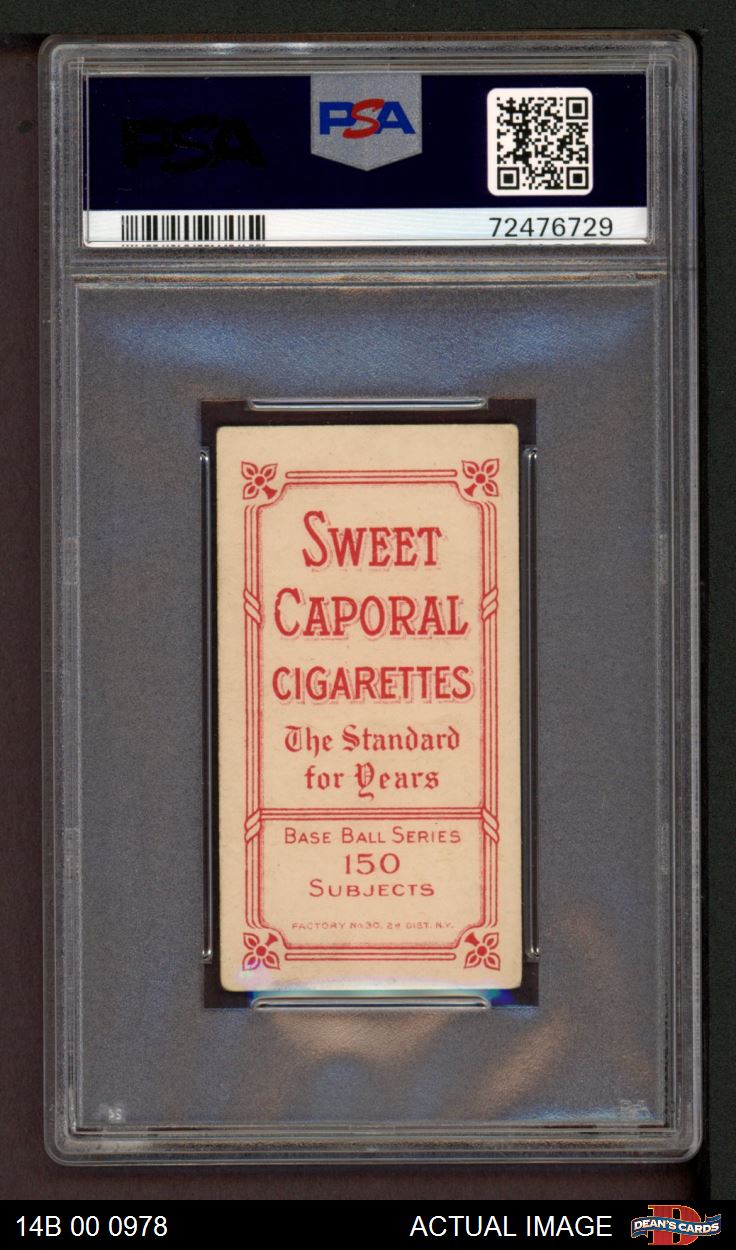 PSA
PSA
72476729
SWEET
CAPORAL
CIGARETTES
The Standard
for Years
BASE BALL SERIES
150
SUBJECTS
FACTORY No 30, 2d DIST. N.Y.
14B 00 0978
ACTUAL IMAGE
DEAN'S CARDS